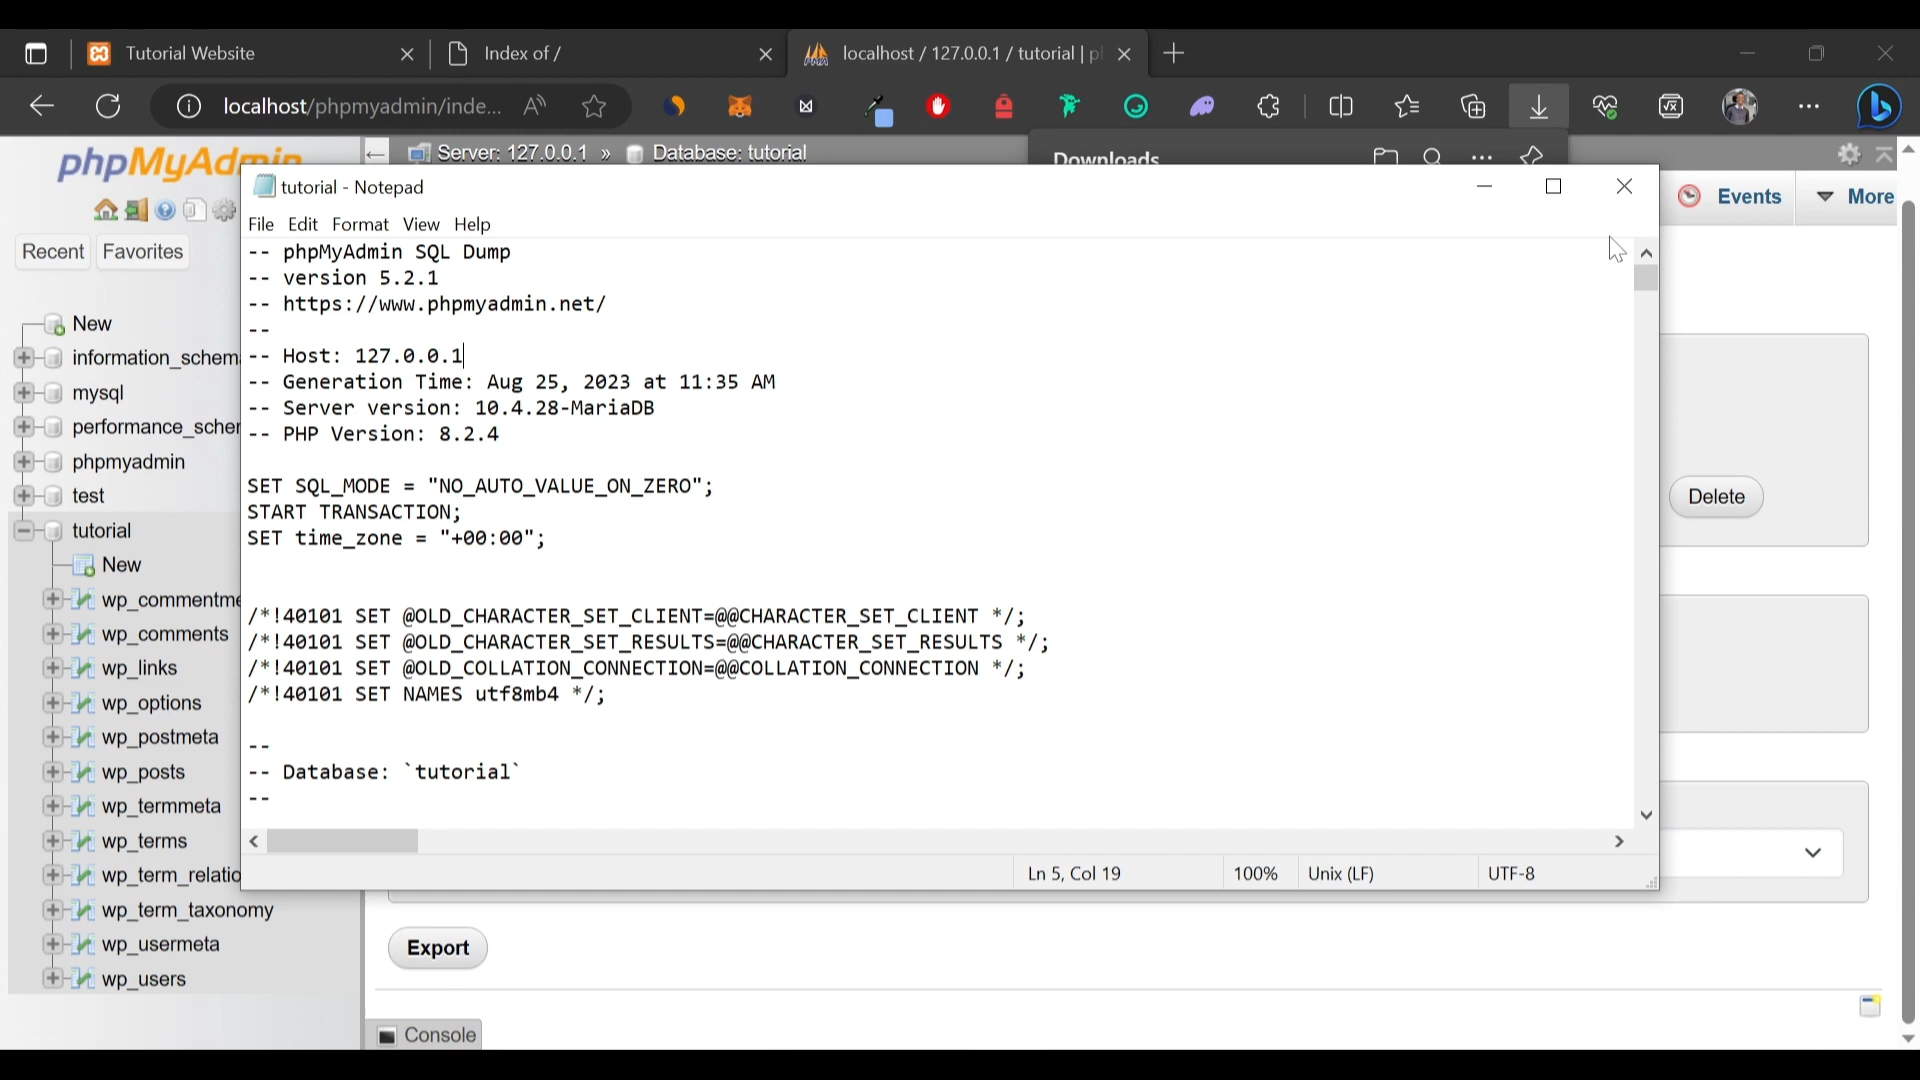 Tutorial Website
Index of /
localhost / 127.0.0.1 / tutorial | p
localhost/phpmyadmin/inde...
phpMyAdmin
Server: 127.0.0.1 » Database: tutorial
Downloads
Events
More
Recent
Favorites
New
information_schem
mysql
performance_scher
phpmyadmin
test
tutorial
New
wp_commentme
wp_comments
wp_links
wp_options
wp_postmeta
wp_posts
wp_termmeta
wp_terms
wp_term_relatio
wp_term_taxonomy
wp_usermeta
wp_users
tutorial - Notepad
File Edit Format View Help
-- phpMyAdmin SQL Dump
-- version 5.2.1
-- https://www.phpmyadmin.net/
--
-- Host: 127.0.0.1
-- Generation Time: Aug 25, 2023 at 11:35 AM
-- Server version: 10.4.28-MariaDB
-- PHP Version: 8.2.4
SET SQL_MODE = "NO_AUTO_VALUE_ON_ZERO";
START TRANSACTION;
SET time_zone = "+00:00";
/*!40101 SET @OLD_CHARACTER_SET_CLIENT=@@CHARACTER_SET_CLIENT */;
/*!40101 SET @OLD_CHARACTER_SET_RESULTS=@@CHARACTER_SET_RESULTS */;
/*!40101 SET @OLD_COLLATION_CONNECTION=@@COLLATION_CONNECTION */;
/*!40101 SET NAMES utf8mb4 */;
--
-- Database: `tutorial`
--
Ln 5, Col 19
100%
Unix (LF)
UTF-8
Delete
Export
Console